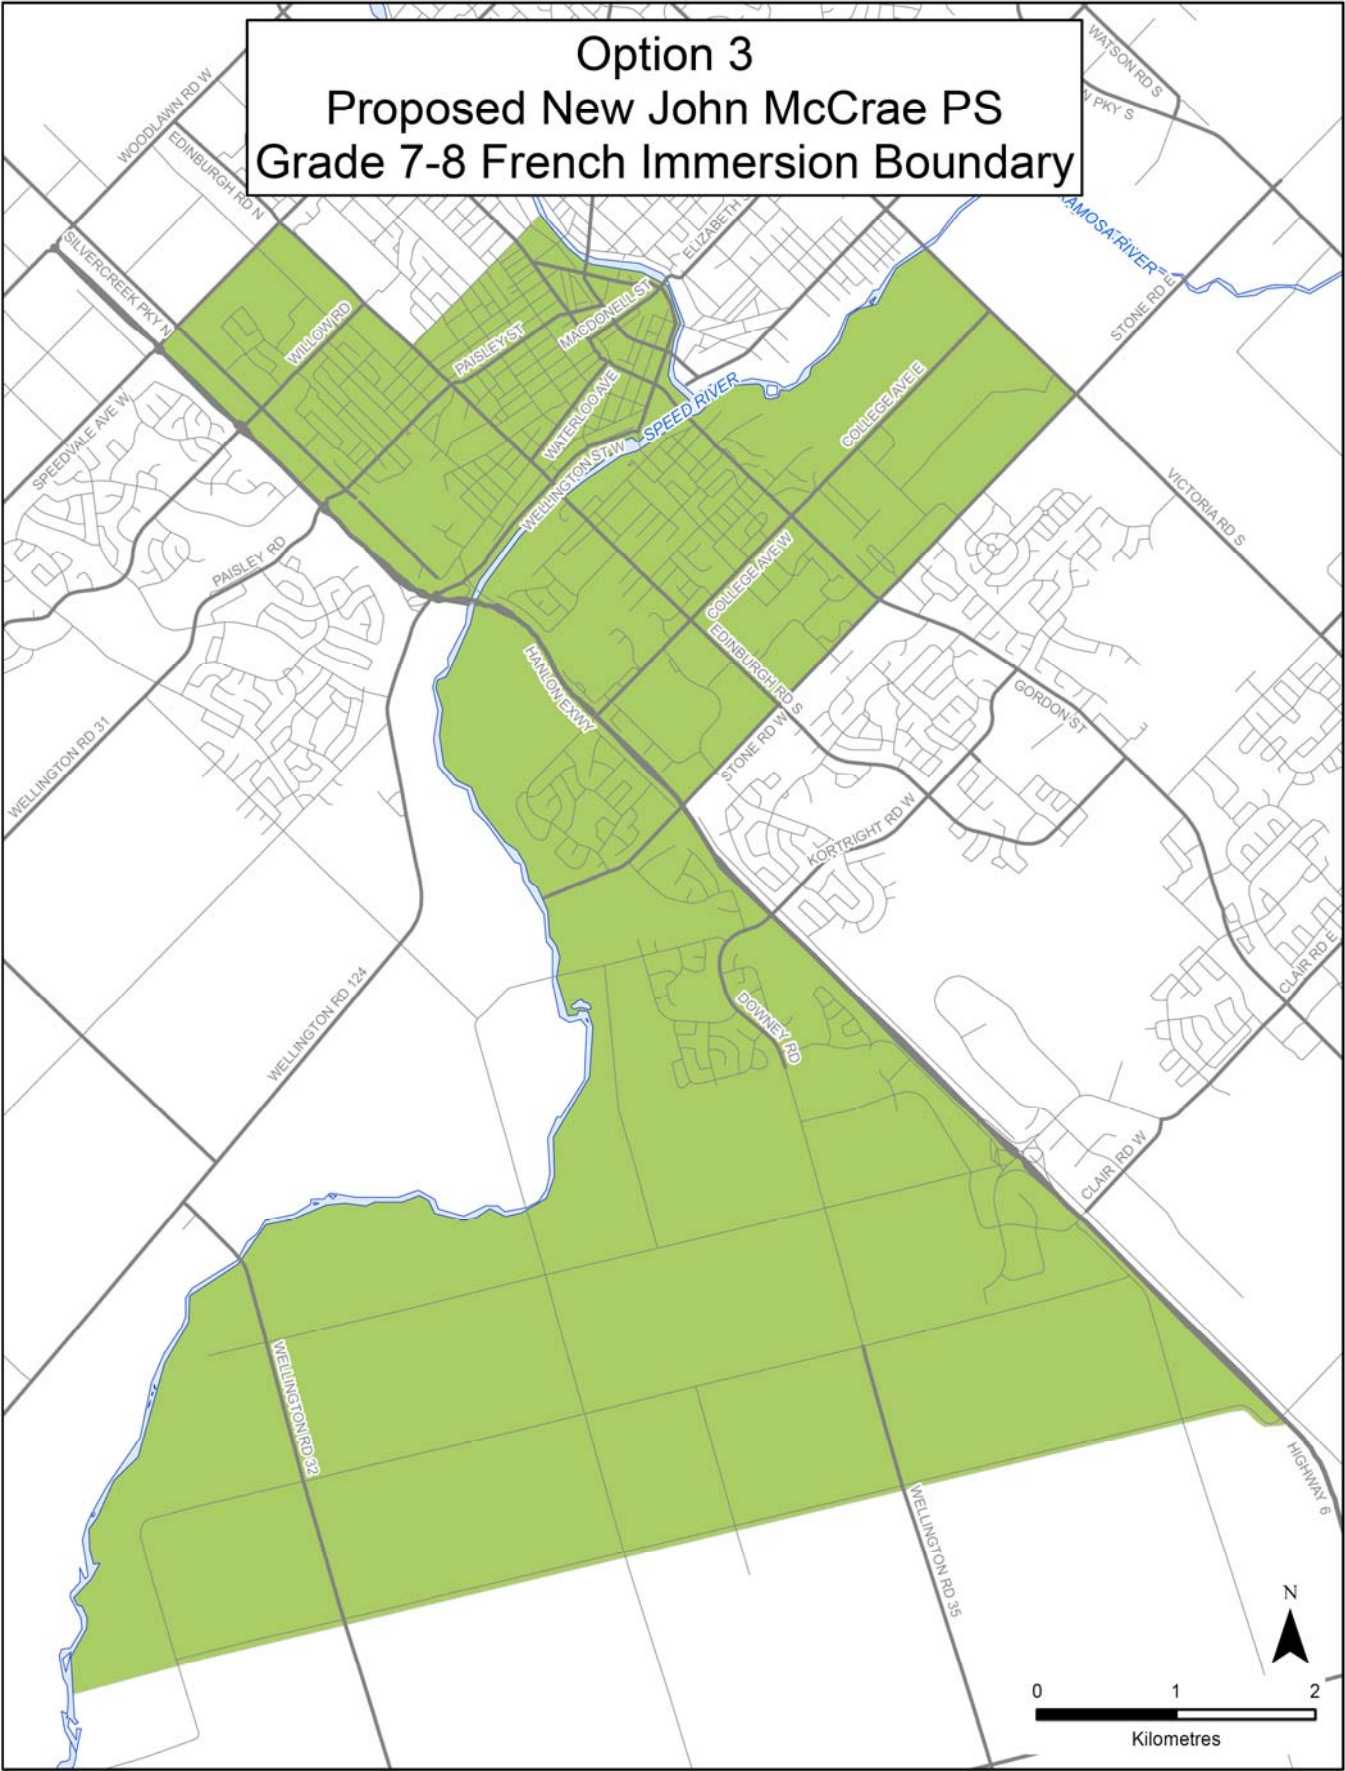 Option 3
Proposed New John McCrae PS
Grade 7-8 French Immersion Boundary
WATSON RD S
N PKY S
WOODLAWN RD W
EDINBURGH RD N
ELIZABETH
AMOSA RIVER
SILVERCREEK PKY N
STONE RD E
WILLOW RD
MACDONELL ST
PAISLEY ST
SPEED RIVER
COLLEGE AVE E
WATERLOO AVE
SPEEDVALE AVE W
WELLINGTON ST W
VICTORIA RD S
PAISLEY RD
COLLEGE AVE W
EDINBURGH RD S
HANLON EXWY
GORDON ST
STONE RD W
WELLINGTON RD 31
KORTRIGHT RD W
CLAIR RD E
WELLINGTON RD 124
DOWNEY RD
CLAIR RD W
WELLINGTON RD 32
HIGHWAY 6
WELLINGTON RD 35
N
0 1 2
Kilometres